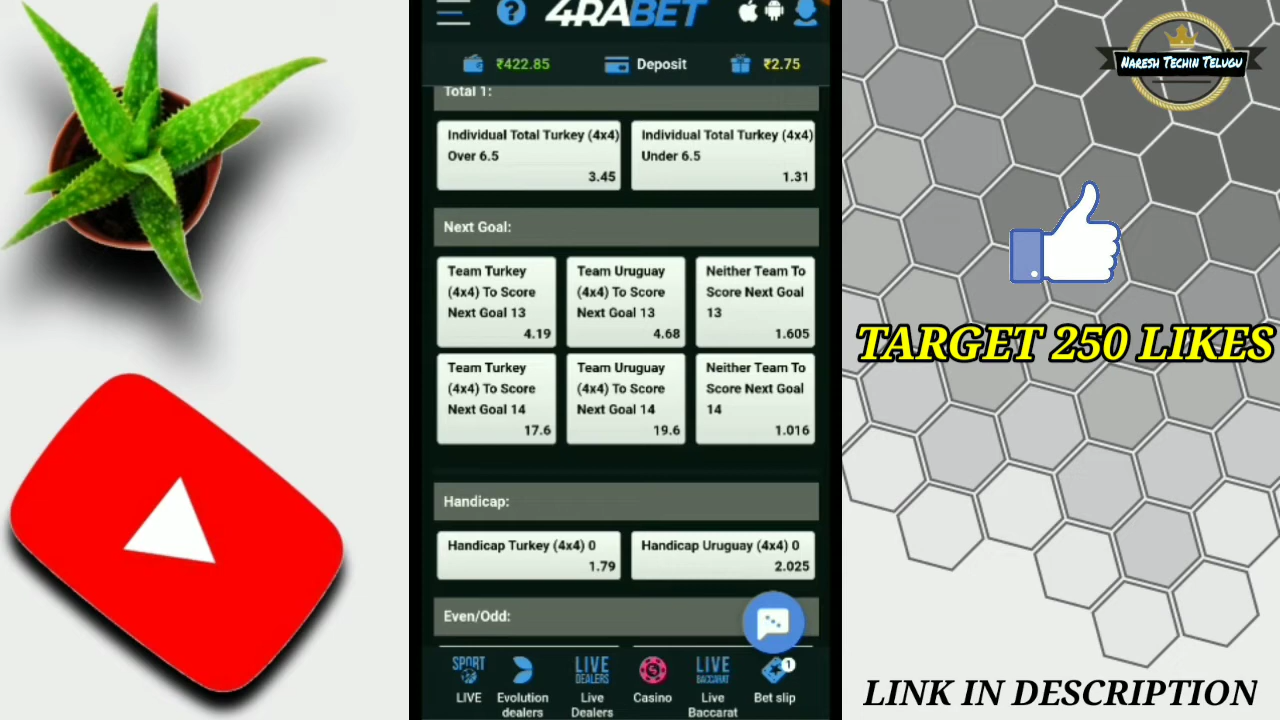 4RABET
₹422.85
Deposit
₹2.75
Total 1:
Individual Total Turkey (4x4)
Over 6.5
3.45
Individual Total Turkey (4x4)
Under 6.5
1.31
Next Goal:
Team Turkey
(4x4) To Score
Next Goal 13
4.19
Team Uruguay
(4x4) To Score
Next Goal 13
4.68
Neither Team To
Score Next Goal
13
1.605
Team Turkey
(4x4) To Score
Next Goal 14
17.6
Team Uruguay
(4x4) To Score
Next Goal 14
19.6
Neither Team To
Score Next Goal
14
1.016
Handicap:
Handicap Turkey (4x4) 0
1.79
Handicap Uruguay (4x4) 0
2.025
Even/Odd:
SPORT
LIVE
Evolution
dealers
LIVE
DEALERS
Live
Dealers
Casino
LIVE
BACCARAT
Live
Baccarat
1
Bet slip
NARESH TECHIN TELUGU
TARGET 250 LIKES
LINK IN DESCRIPTION